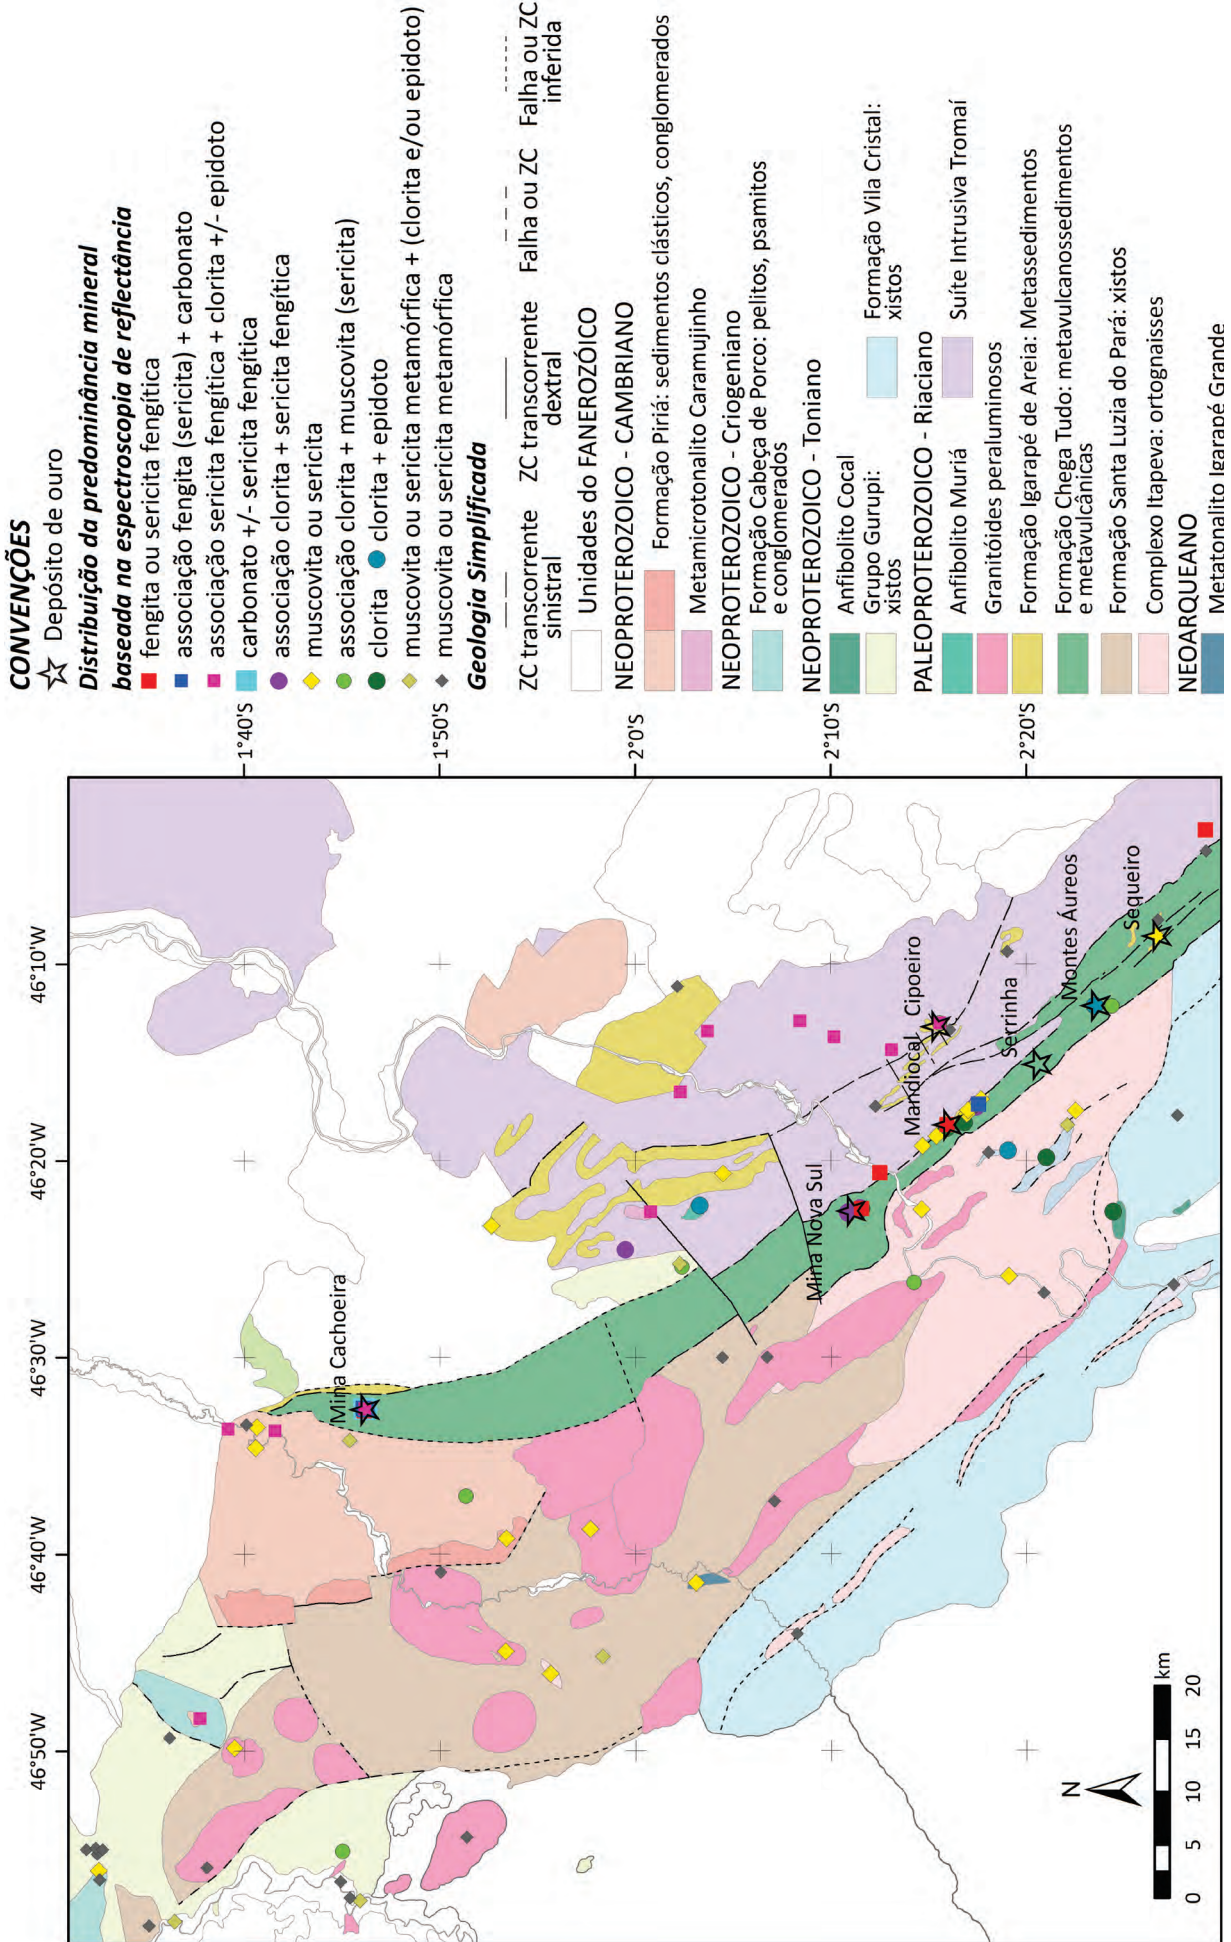 CONVENÇÕES
Depósito de ouro
Distribuição da predominância mineral
baseada na espectroscopia de reflectância
fengita ou sericita fengítica
associação fengita (sericita) + carbonato
associação sericita fengítica + clorita +/- epidoto
carbonato +/- sericita fengítica
associação clorita + sericita fengítica
muscovita ou sericita
associação clorita + muscovita (sericita)
clorita
clorita + epidoto
muscovita ou sericita metamórfica + (clorita e/ou epidoto)
muscovita ou sericita metamórfica
Geologia Simplificada
ZC transcorrente
sinistral
ZC transcorrente
dextral
Falha ou ZC
Falha ou ZC
inferida
Unidades do FANEROZÓICO
NEOPROTEROZOICO - CAMBRIANO
Formação Piriá: sedimentos clásticos, conglomerados
Metamicrotonalito Caramujinho
NEOPROTEROZOICO - Criogeniano
Formação Cabeça de Porco: pelitos, psamitos
e conglomerados
NEOPROTEROZOICO - Toniano
Anfibolito Cocal
Grupo Gurupi:
xistos
Formação Vila Cristal:
xistos
PALEOPROTEROZOICO - Riaciano
Anfibolito Muriá
Suíte Intrusiva Tromaí
Granitóides peraluminosos
Formação Igarapé de Areia: Metassedimentos
Formação Chega Tudo: metavulcanossedimentos
e metavulcânicas
Formação Santa Luzia do Pará: xistos
Complexo Itapeva: ortognaisses
NEOARQUEANO
Metatonalito Igarapé Grande
46°50'W
46°40'W
46°30'W
46°20'W
46°10'W
1°40'S
1°50'S
2°0'S
2°10'S
2°20'S
Mina Cachoeira
Mina Nova Sul
Mandiocal
Cipoeiro
Serrinha
Montes Áureos
Sequeiro
N
km
0
5
10
15
20